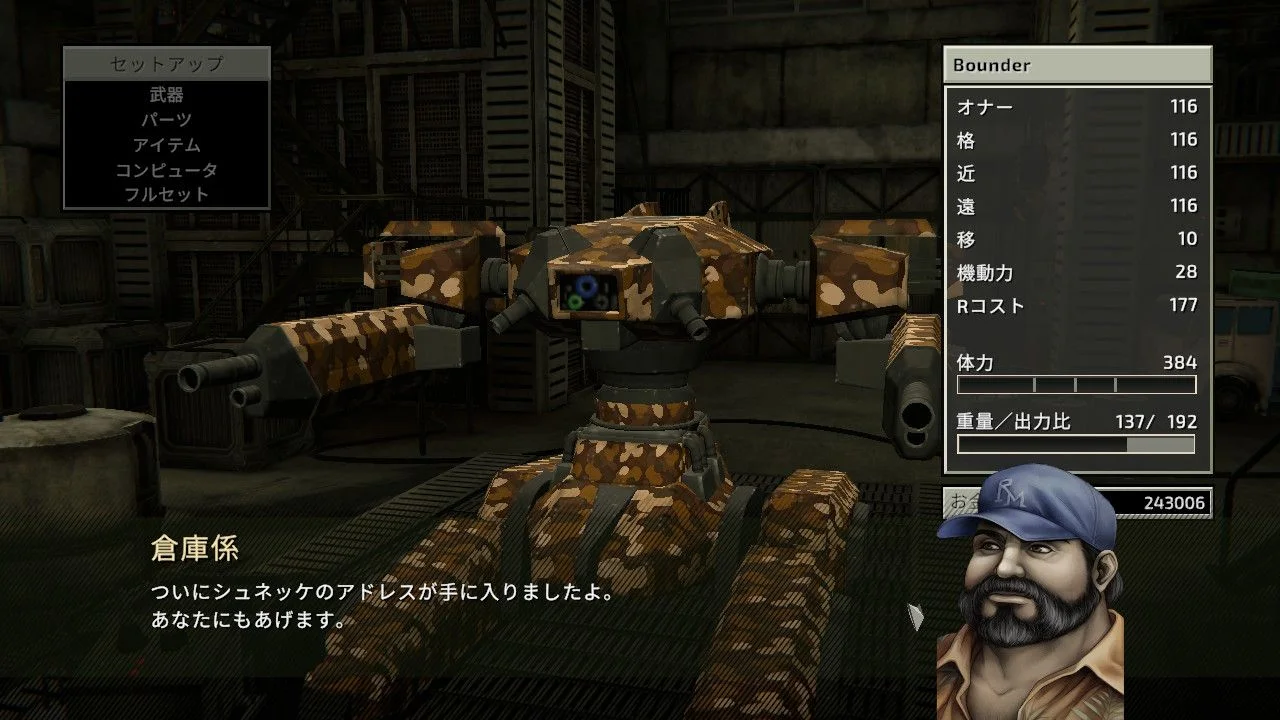 セットアップ
武器
パーツ
アイテム
コンピュータ
フルセット
Bounder
オナー 116
格 116
近 116
遠 116
移 10
機動力 28
Rコスト 177
体力 384
重量／出力比 137/ 192
お金 243006
RM
倉庫係
ついにシュネッケのアドレスが手に入りましたよ。
あなたにもあげます。